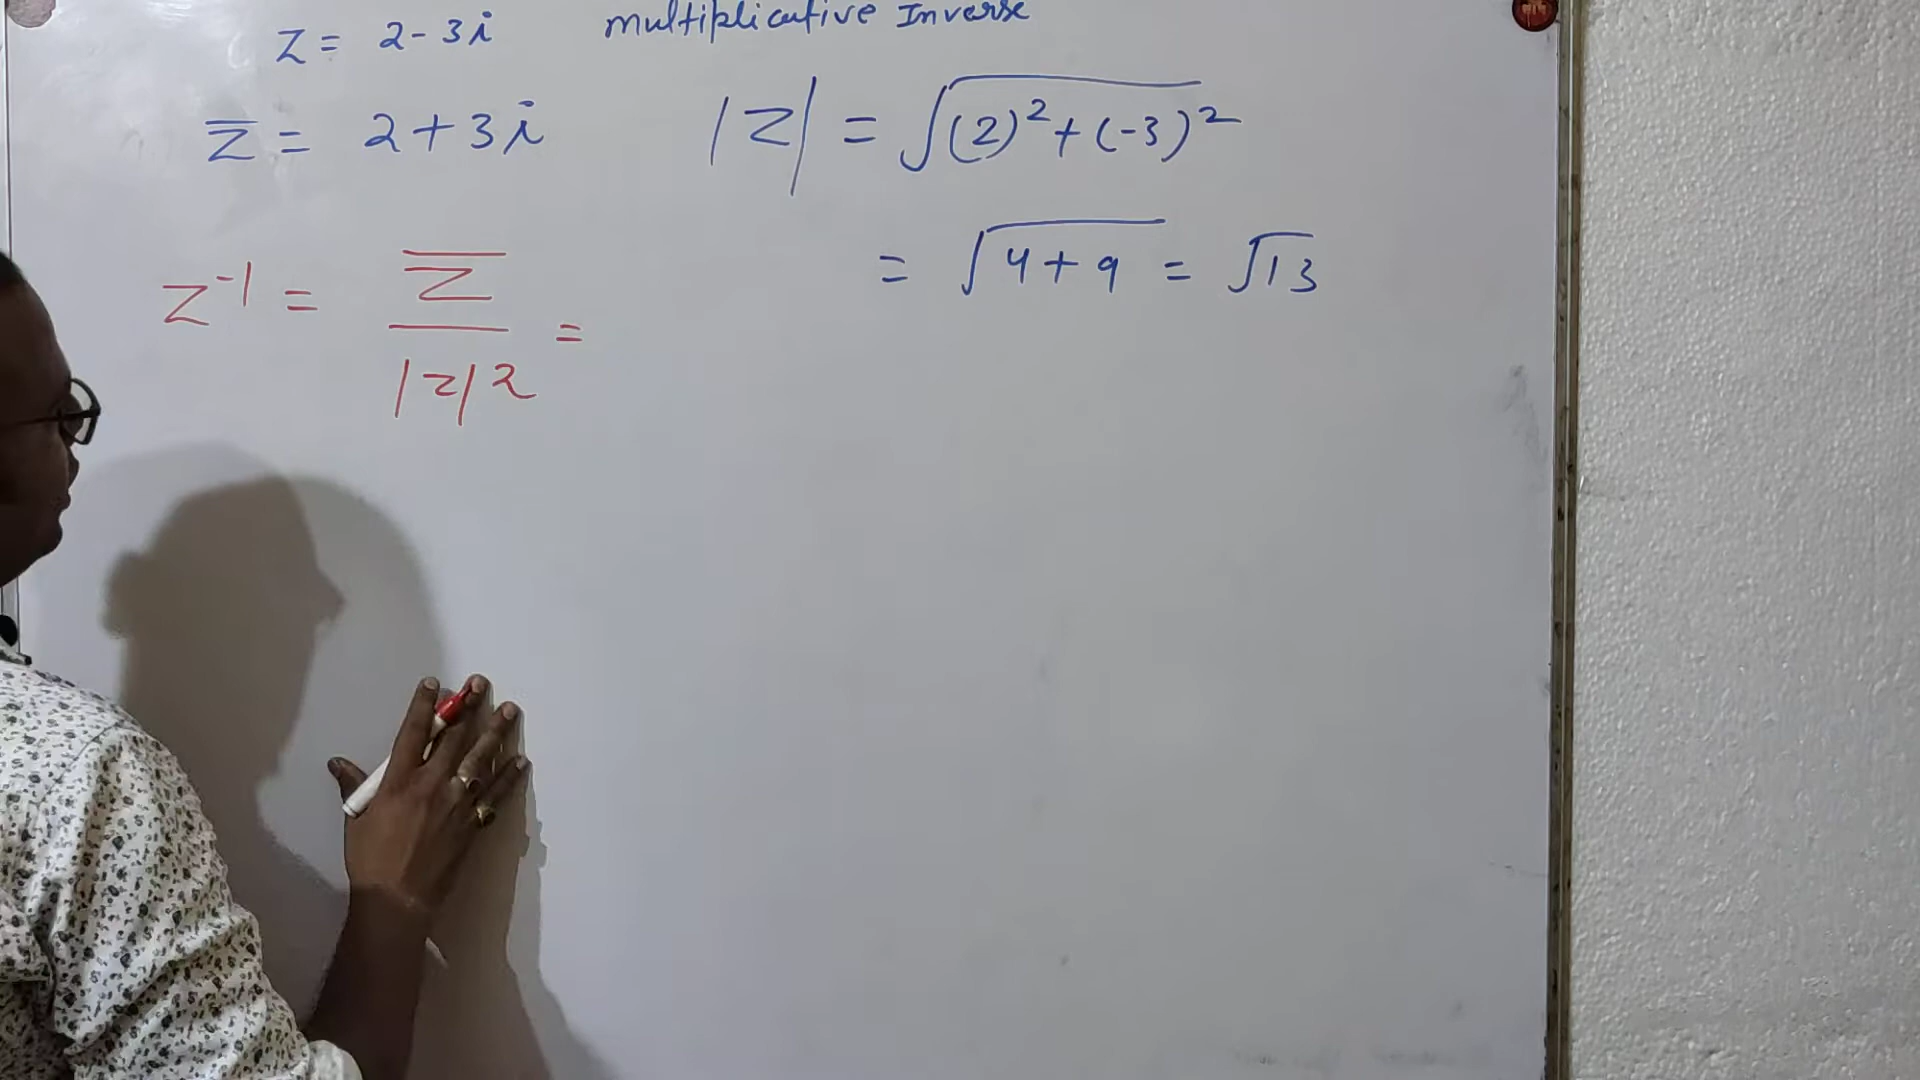 z = 2-3i multiplicative Inverse
z̅ = 2+3i |z| = √(2)²+(-3)²
= √4+9 = √13
z⁻¹ = z̅/|z|² =